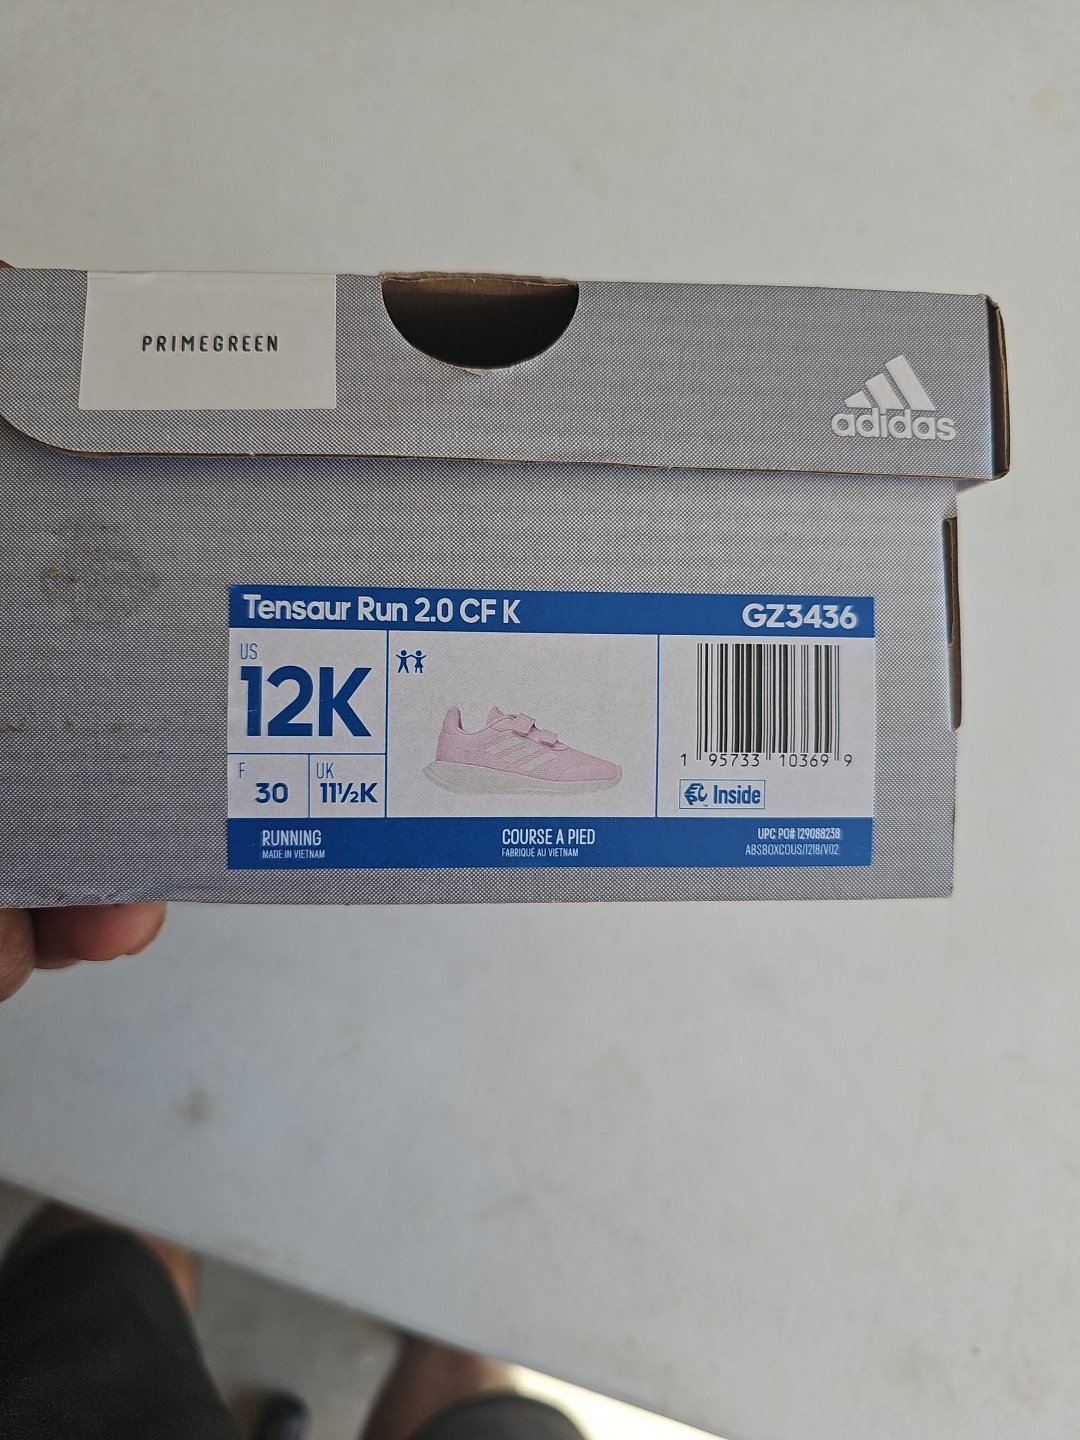 PRIMEGREEN
adidas
Tensaur Run 2.0 CF K
GZ3436
US
12K
F
30
UK
11½K
1 95733 10369 9
Inside
RUNNING
MADE IN VIETNAM
COURSE A PIED
FABRIQUÉ AU VIETNAM
UPC PO# 129088238
ABSBOXCOUS/1218/V02